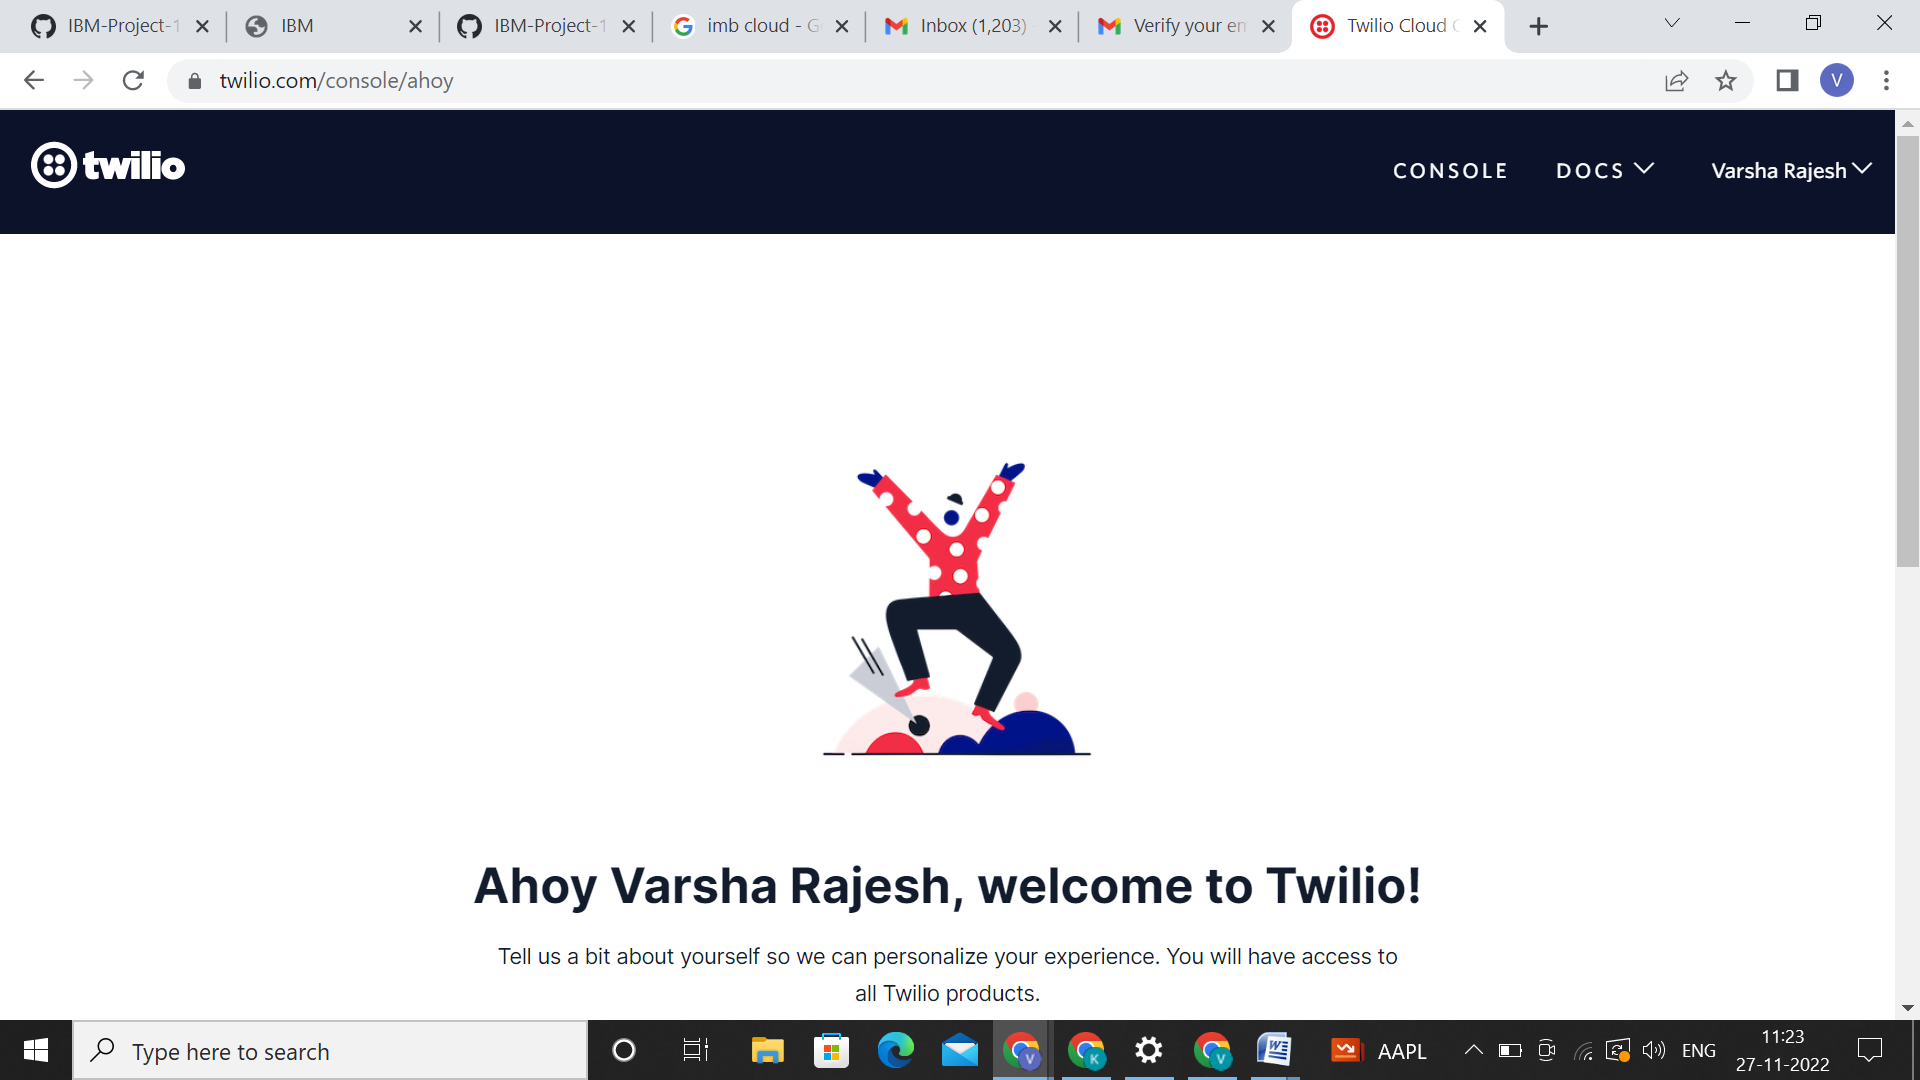 IBM-Project-1
IBM
IBM-Project-1
imb cloud - G
Inbox (1,203)
Verify your em
Twilio Cloud
twilio.com/console/ahoy
V
twilio
CONSOLE
DOCS
Varsha Rajesh
Ahoy Varsha Rajesh, welcome to Twilio!
Tell us a bit about yourself so we can personalize your experience. You will have access to
all Twilio products.
Type here to search
V
K
V
AAPL
ENG
11:23
27-11-2022